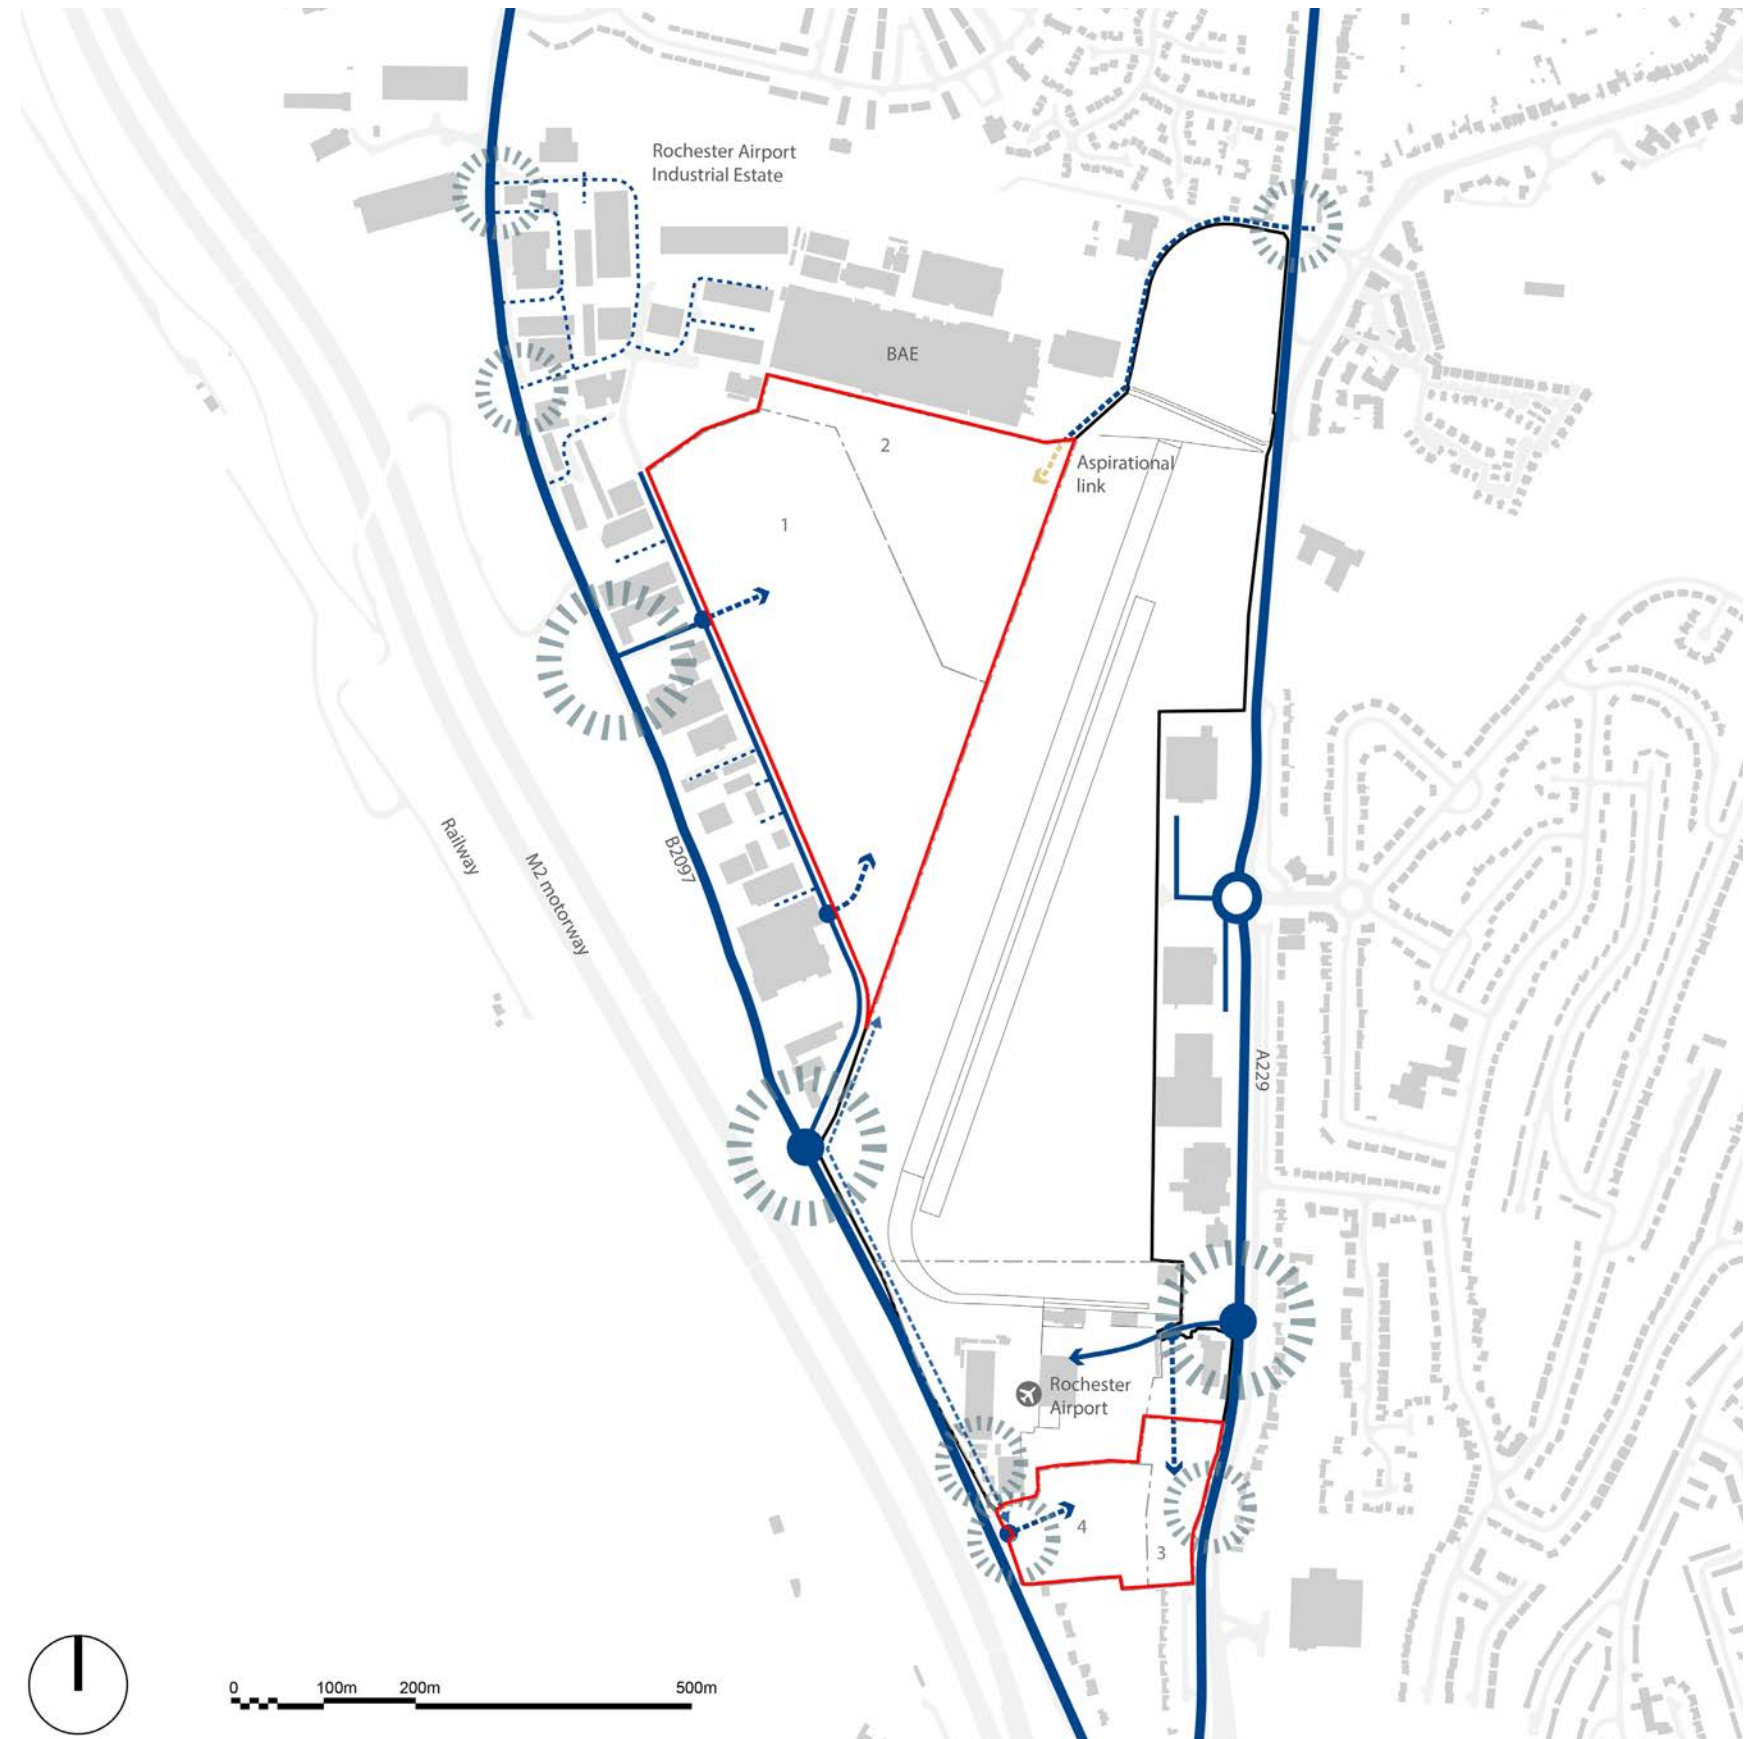 Rochester Airport
Industrial Estate
BAE
2
Aspirational
link
1
Railway
M2 motorway
B2097
A229
Rochester
Airport
4
3
0
100m
200m
500m